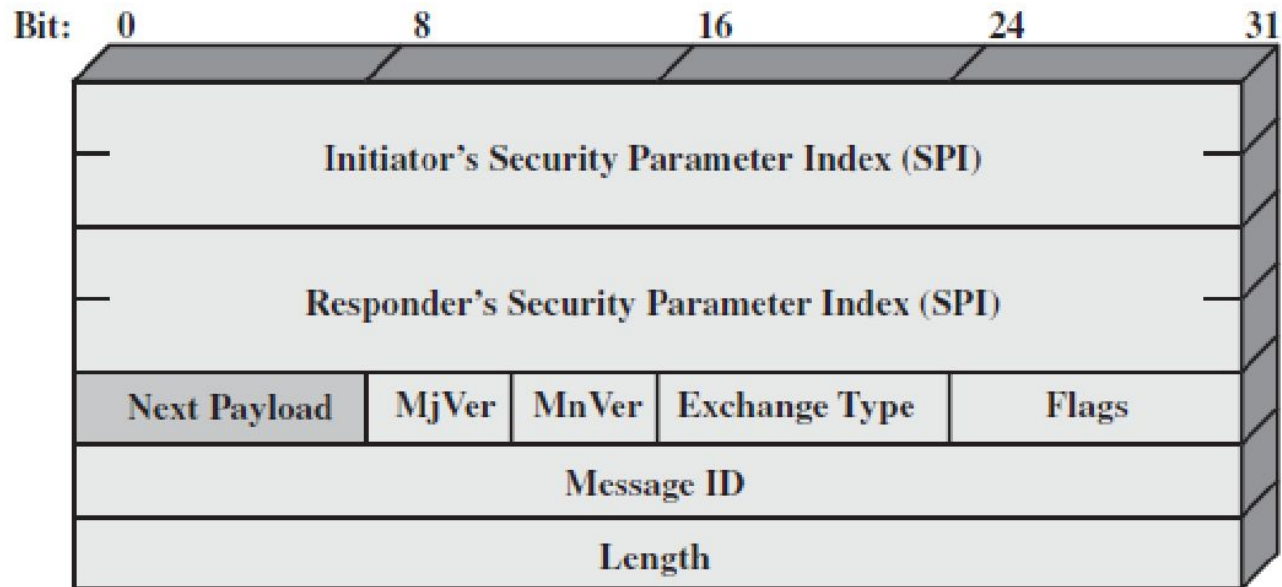 Bit: 0 8 16 24 31
Initiator’s Security Parameter Index (SPI)
Responder’s Security Parameter Index (SPI)
Next Payload MjVer MnVer Exchange Type Flags
Message ID
Length